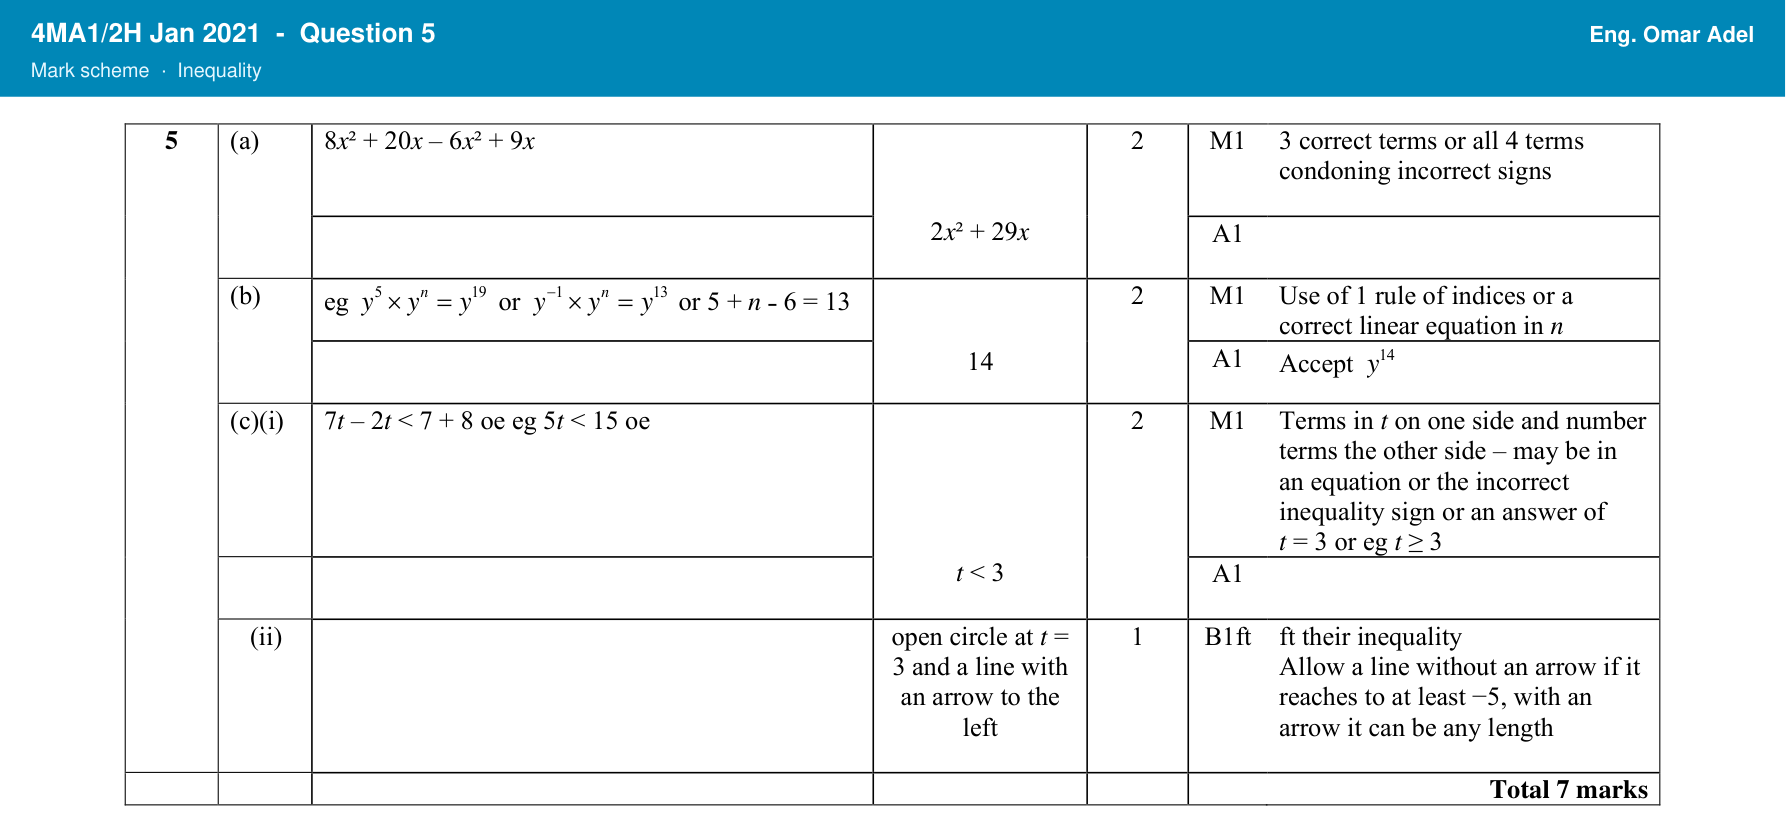 4MA1/2H Jan 2021 - Question 5
Eng. Omar Adel
Mark scheme · Inequality
5 (a) 8x² + 20x – 6x² + 9x 2 M1 3 correct terms or all 4 terms
condoning incorrect signs
2x² + 29x A1
(b) eg y⁵ × yⁿ = y¹⁹ or y⁻¹ × yⁿ = y¹³ or 5 + n - 6 = 13 2 M1 Use of 1 rule of indices or a
correct linear equation in n
14 A1 Accept y¹⁴
(c)(i) 7t – 2t < 7 + 8 oe eg 5t < 15 oe 2 M1 Terms in t on one side and number
terms the other side – may be in
an equation or the incorrect
inequality sign or an answer of
t = 3 or eg t ≥ 3
t < 3 A1
(ii) open circle at t = 1 B1ft ft their inequality
3 and a line with Allow a line without an arrow if it
an arrow to the reaches to at least −5, with an
left arrow it can be any length
Total 7 marks